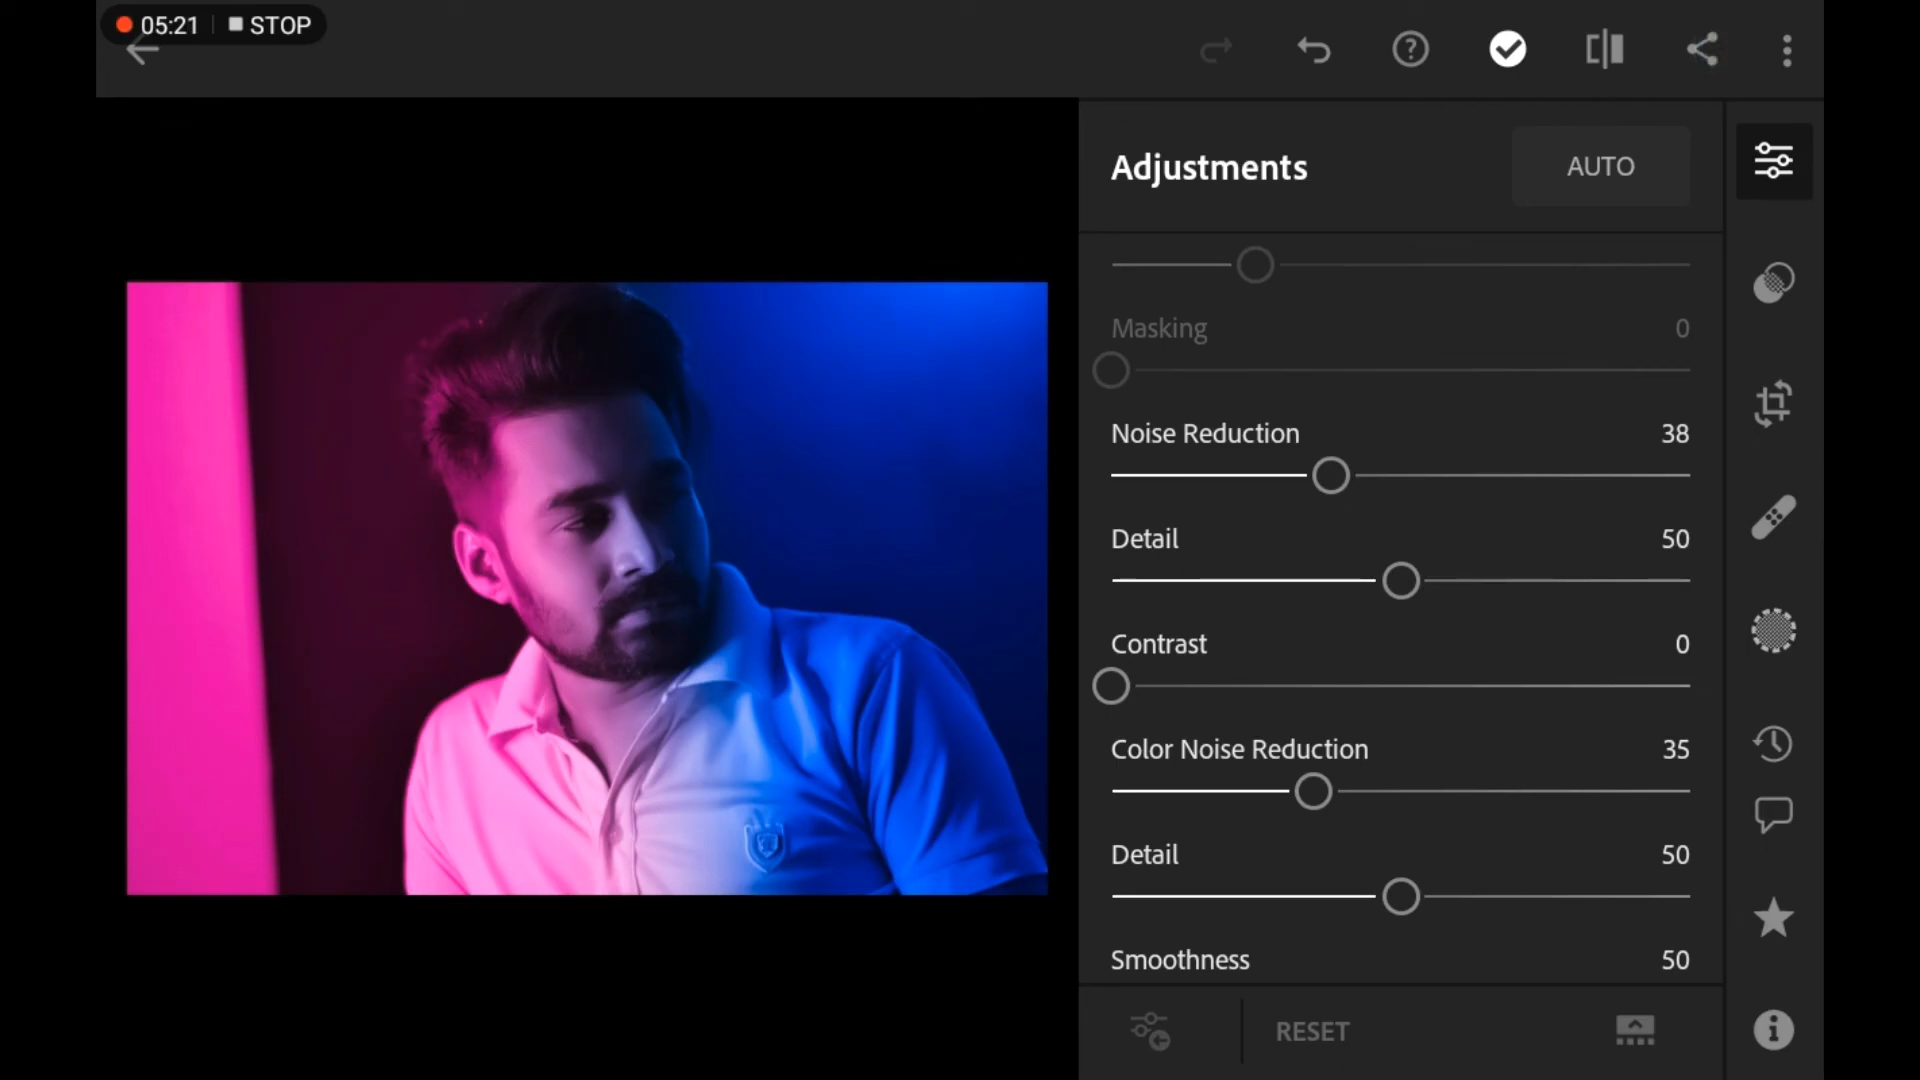 05:21 STOP
Adjustments AUTO
Masking 0
Noise Reduction 38
Detail 50
Contrast 0
Color Noise Reduction 35
Detail 50
Smoothness 50
RESET